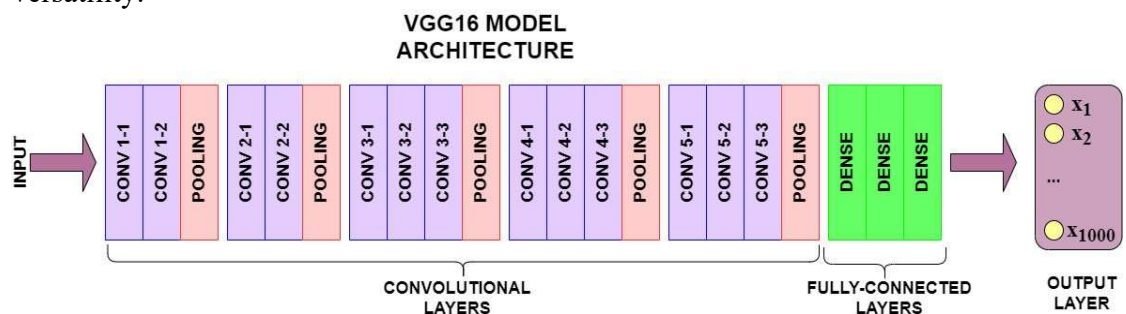 versatility.
VGG16 MODEL
ARCHITECTURE
INPUT
CONV 1-1
CONV 1-2
POOLING
CONV 2-1
CONV 2-2
POOLING
CONV 3-1
CONV 3-2
CONV 3-3
POOLING
CONV 4-1
CONV 4-2
CONV 4-3
POOLING
CONV 5-1
CONV 5-2
CONV 5-3
POOLING
DENSE
DENSE
DENSE
x1
x2
...
x1000
CONVOLUTIONAL
LAYERS
FULLY-CONNECTED
LAYERS
OUTPUT
LAYER